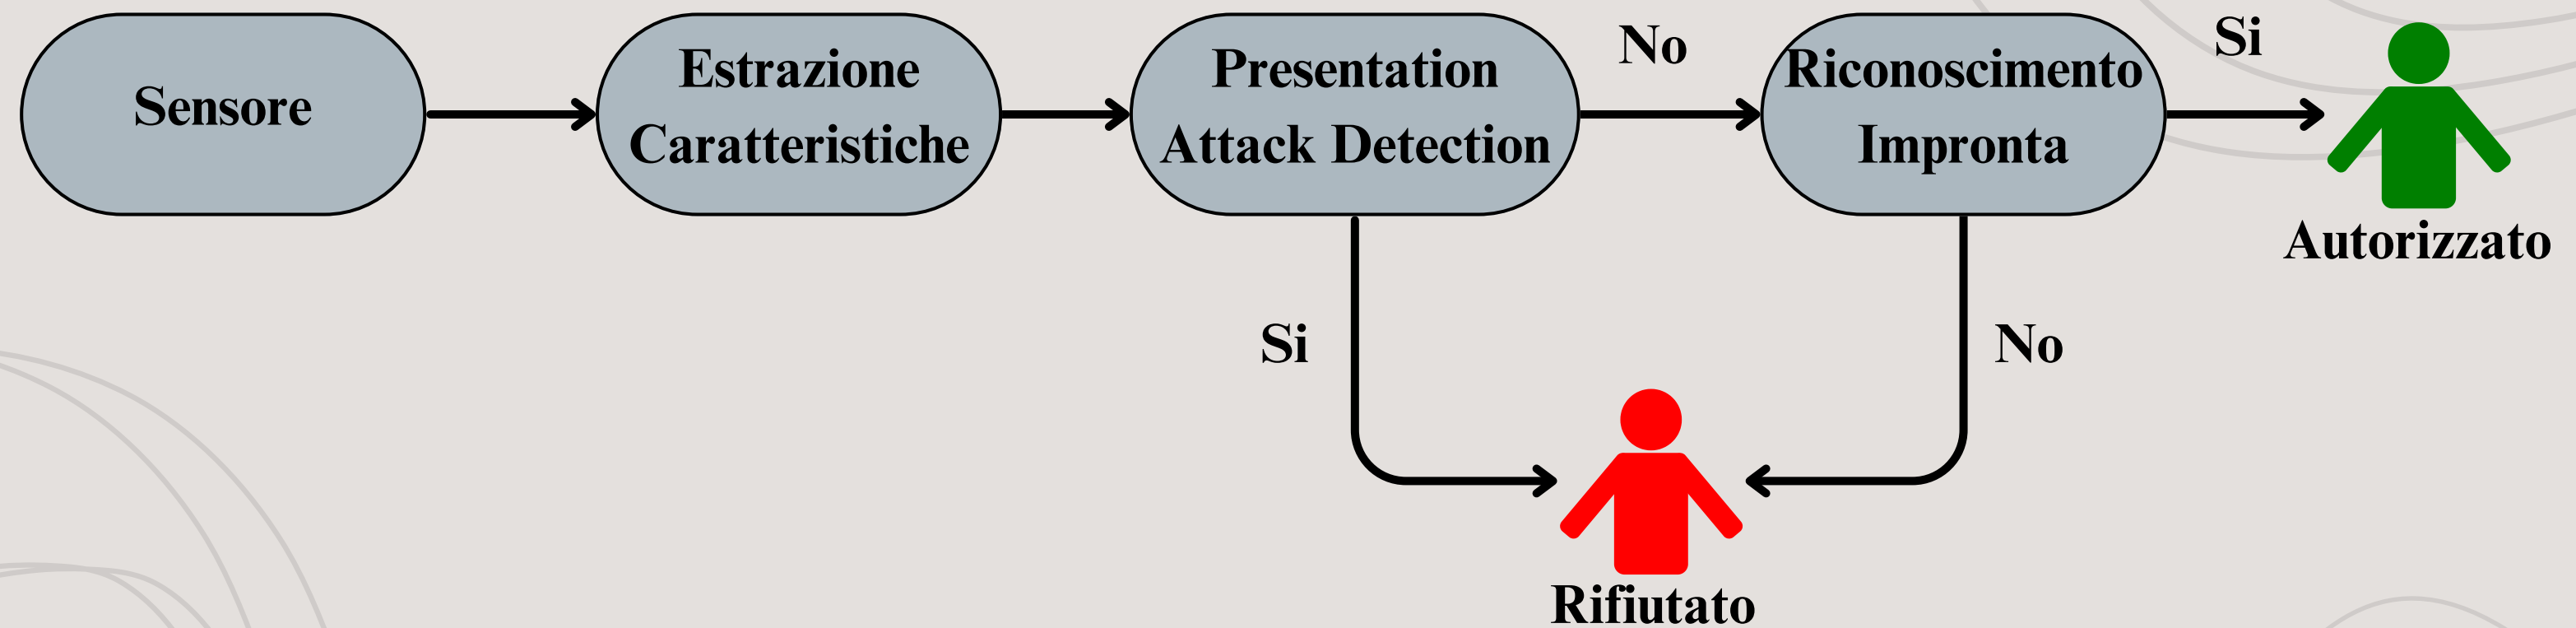 Sensore
Estrazione
Caratteristiche
Presentation
Attack Detection
No
Riconoscimento
Impronta
Si
Autorizzato
Si
No
Rifiutato